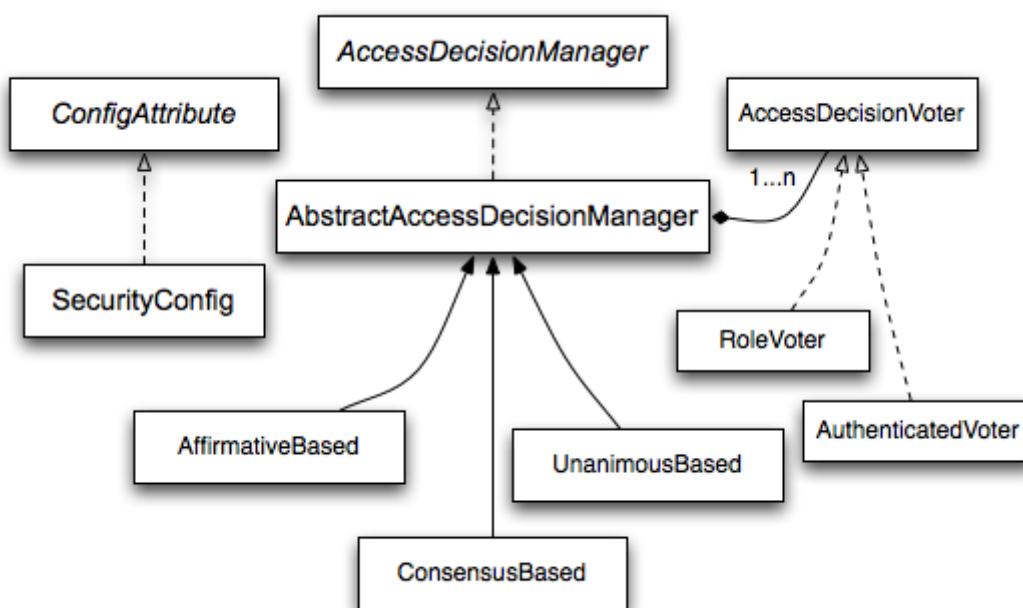 AccessDecisionManager
ConfigAttribute
AccessDecisionVoter
1...n
AbstractAccessDecisionManager
SecurityConfig
RoleVoter
AuthenticatedVoter
AffirmativeBased
UnanimousBased
ConsensusBased